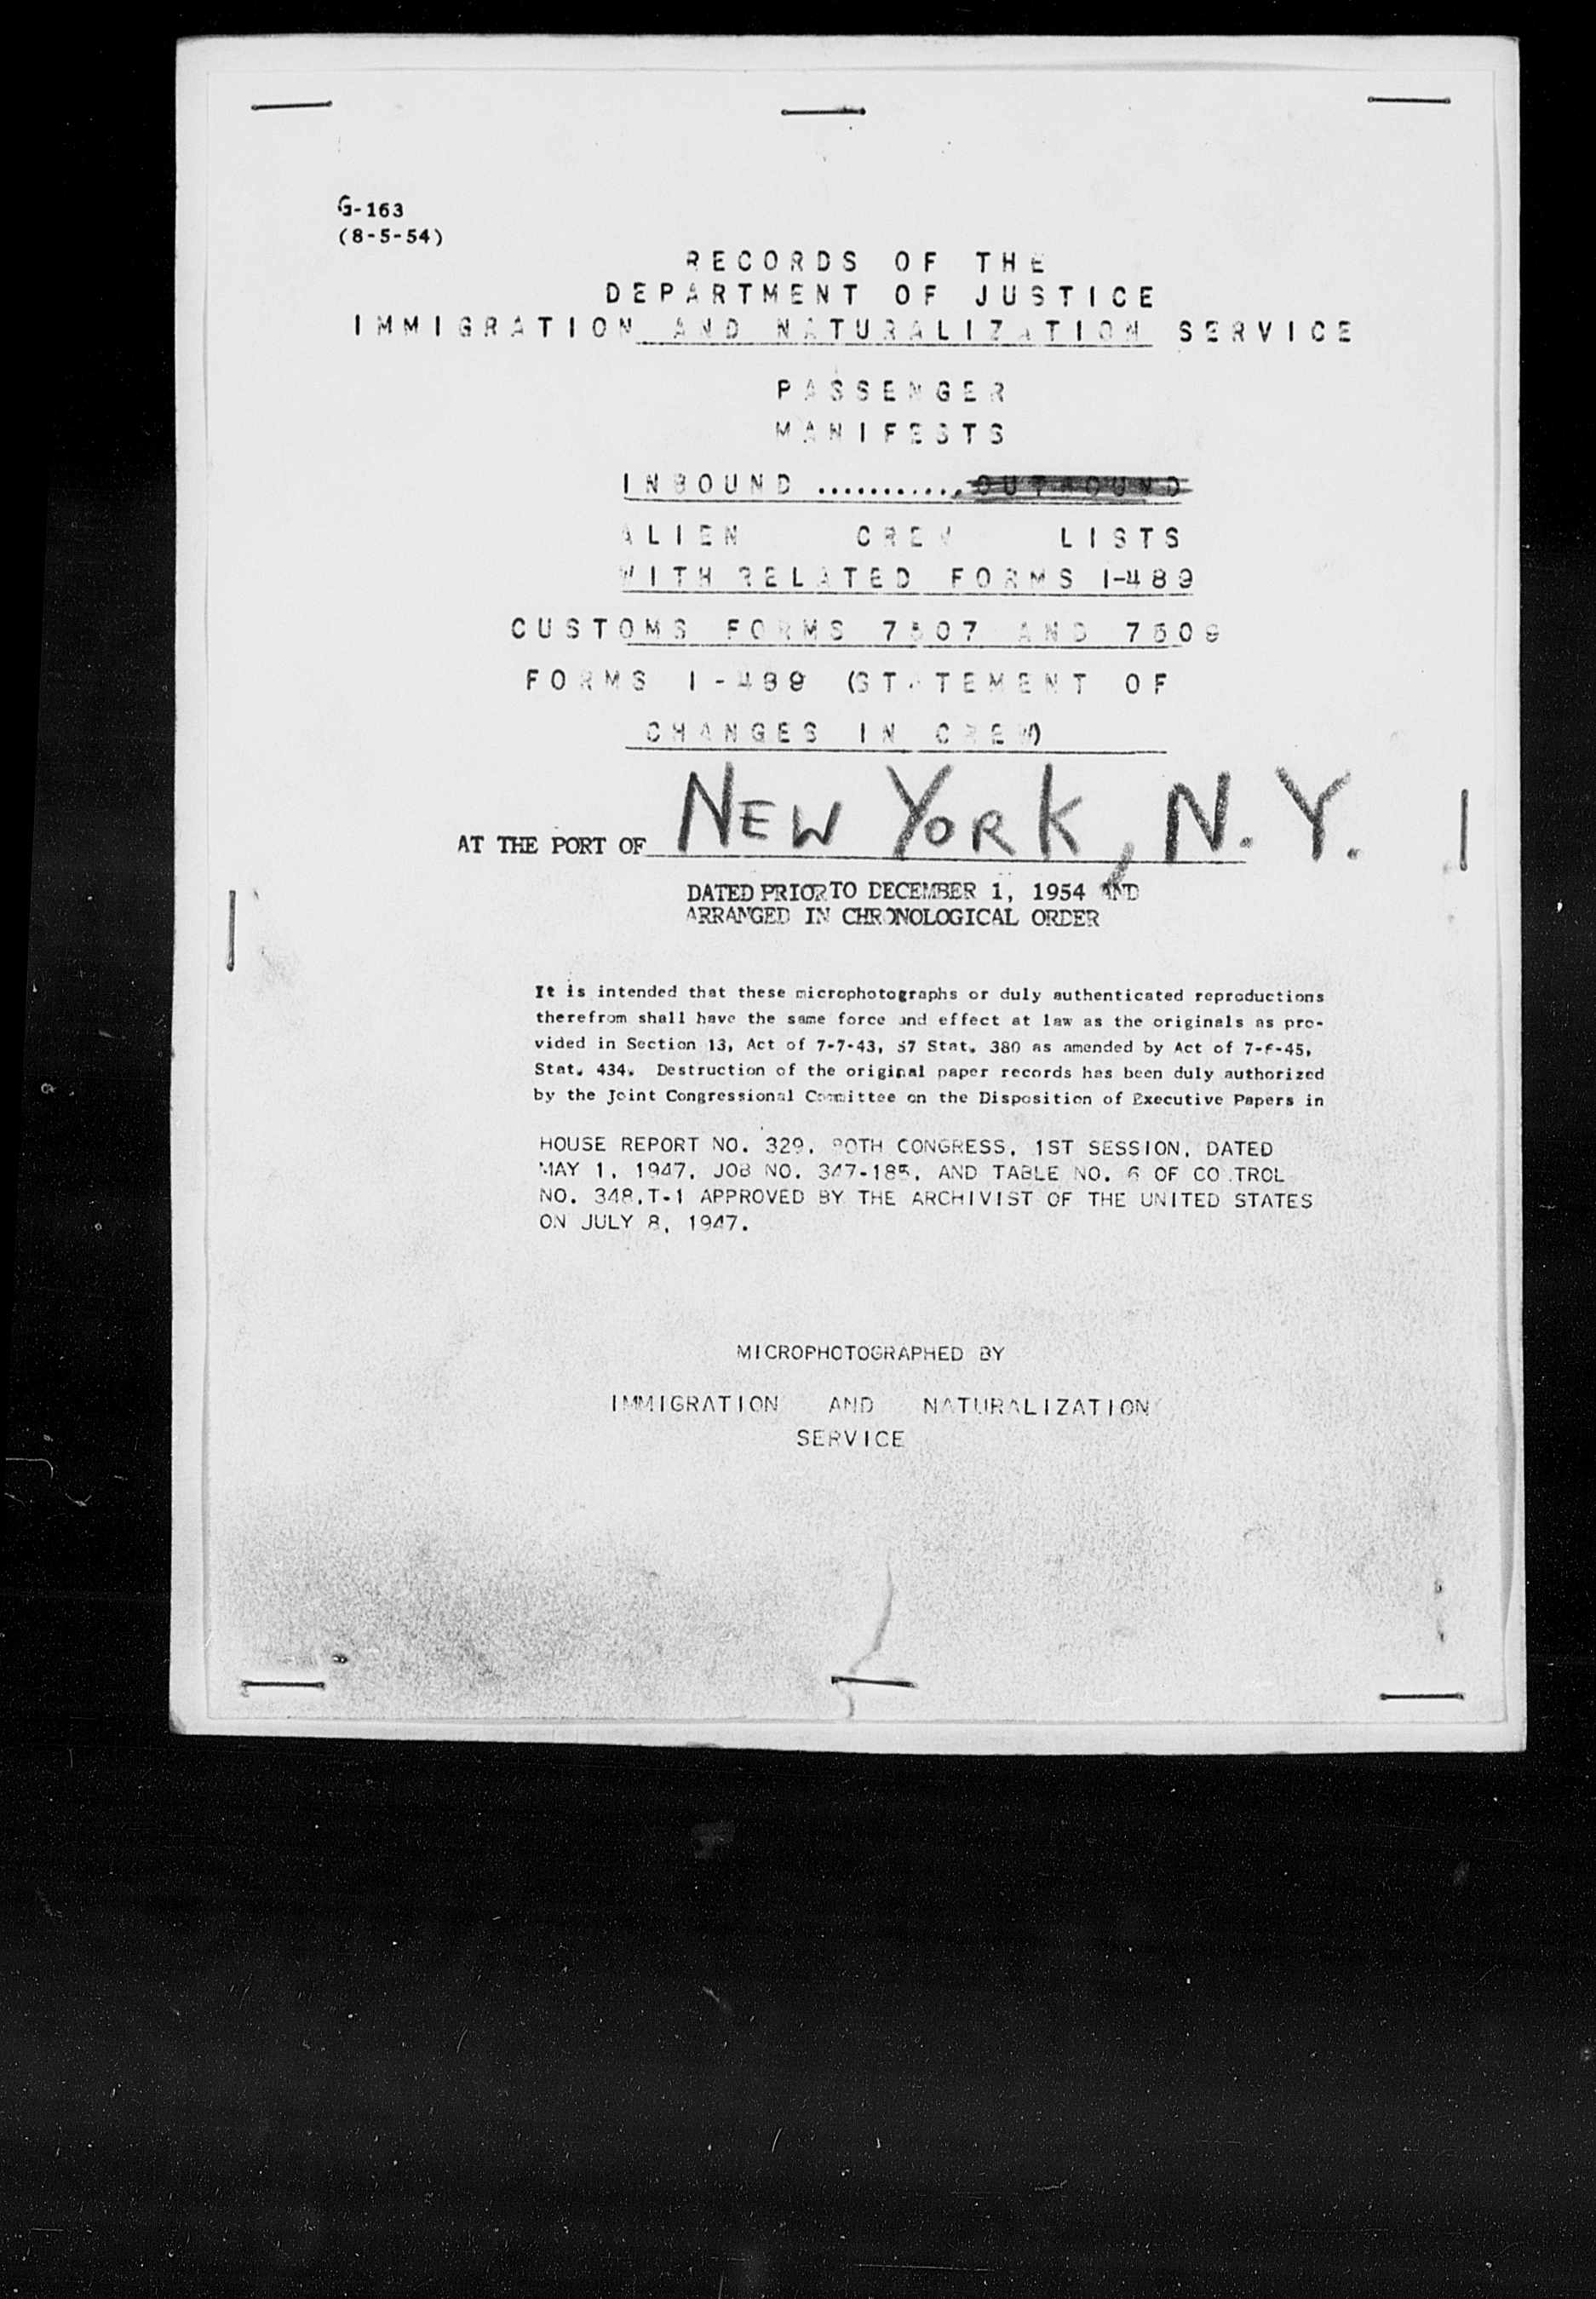 G-163
(8-5-54)
RECORDS OF THE
DEPARTMENT OF JUSTICE
IMMIGRATION AND NATURALIZATION SERVICE
PASSENGER
MANIFESTS
INBOUND ........... OUTBOUND
ALIEN CREW LISTS
WITH RELATED FORMS I-489
CUSTOMS FORMS 7507 AND 7509
FORMS I-489 (STATEMENT OF
CHANGES IN CREW)
AT THE PORT OF NEW YORK, N.Y.
DATED PRIOR TO DECEMBER 1, 1954 AND
ARRANGED IN CHRONOLOGICAL ORDER
It is intended that these microphotographs or duly authenticated reproductions
therefrom shall have the same force and effect at law as the originals as pro-
vided in Section 13, Act of 7-7-43, 57 Stat. 380 as amended by Act of 7-6-45,
Stat. 434. Destruction of the original paper records has been duly authorized
by the Joint Congressional Committee on the Disposition of Executive Papers in
HOUSE REPORT NO. 329, 80TH CONGRESS, 1ST SESSION, DATED
MAY 1, 1947, JOB NO. 347-185, AND TABLE NO. 6 OF CONTROL
NO. 348,T-1 APPROVED BY THE ARCHIVIST OF THE UNITED STATES
ON JULY 8, 1947.
MICROPHOTOGRAPHED BY
IMMIGRATION AND NATURALIZATION
SERVICE